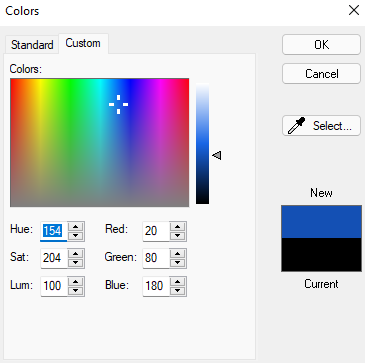 Colors
Standard Custom
OK
Colors:
Cancel
Select...
Hue: 154 Red: 20
Sat: 204 Green: 80
Lum: 100 Blue: 180
New
Current